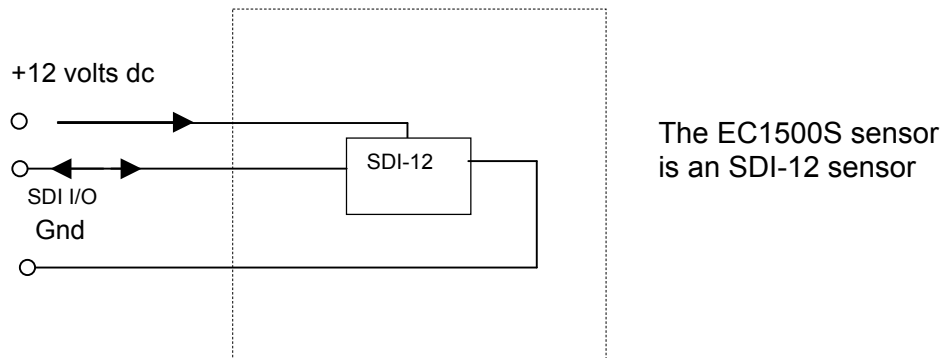 +12 volts dc
SDI-12
SDI I/O
Gnd
The EC1500S sensor
is an SDI-12 sensor